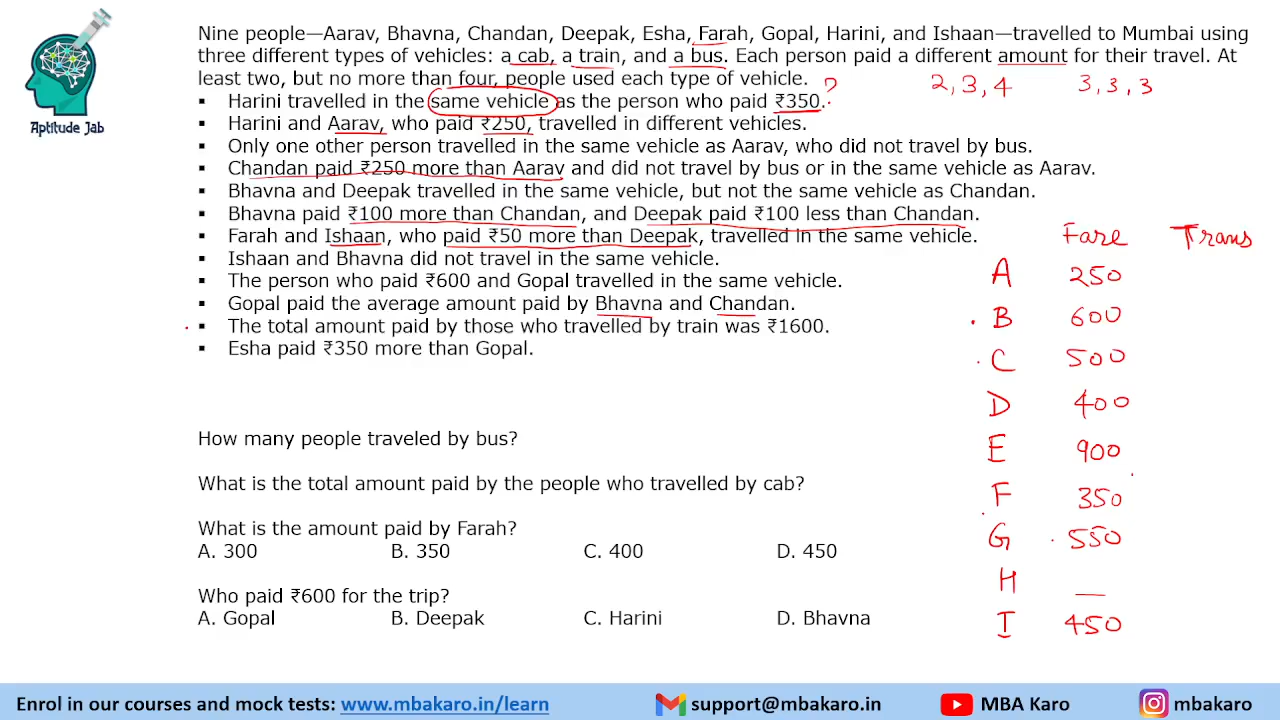 Nine people—Aarav, Bhavna, Chandan, Deepak, Esha, Farah, Gopal, Harini, and Ishaan—travelled to Mumbai using
three different types of vehicles: a cab, a train, and a bus. Each person paid a different amount for their travel. At
least two, but no more than four, people used each type of vehicle.
2, 3, 4 3, 3, 3
▪ Harini travelled in the same vehicle as the person who paid ₹350. ?
▪ Harini and Aarav, who paid ₹250, travelled in different vehicles.
▪ Only one other person travelled in the same vehicle as Aarav, who did not travel by bus.
▪ Chandan paid ₹250 more than Aarav and did not travel by bus or in the same vehicle as Aarav.
▪ Bhavna and Deepak travelled in the same vehicle, but not the same vehicle as Chandan.
▪ Bhavna paid ₹100 more than Chandan, and Deepak paid ₹100 less than Chandan.
▪ Farah and Ishaan, who paid ₹50 more than Deepak, travelled in the same vehicle.
▪ Ishaan and Bhavna did not travel in the same vehicle.
▪ The person who paid ₹600 and Gopal travelled in the same vehicle.
▪ Gopal paid the average amount paid by Bhavna and Chandan.
▪ The total amount paid by those who travelled by train was ₹1600.
▪ Esha paid ₹350 more than Gopal.
Aptitude Jab
Fare Trans
A 250
B 600
C 500
D 400
E 900
F 350
G 550
H _
I 450
How many people traveled by bus?
What is the total amount paid by the people who travelled by cab?
What is the amount paid by Farah?
A. 300 B. 350 C. 400 D. 450
Who paid ₹600 for the trip?
A. Gopal B. Deepak C. Harini D. Bhavna
Enrol in our courses and mock tests: www.mbakaro.in/learn support@mbakaro.in MBA Karo mbakaro